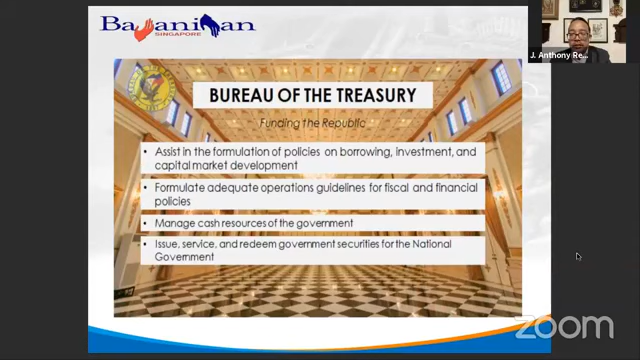 Bayanihan
SINGAPORE
J. Anthony Re...
BUREAU OF THE TREASURY
Funding the Republic
• Assist in the formulation of policies on borrowing, investment, and
capital market development
• Formulate adequate operations guidelines for fiscal and financial
policies
• Manage cash resources of the government
• Issue, service, and redeem government securities for the National
Government
zoom